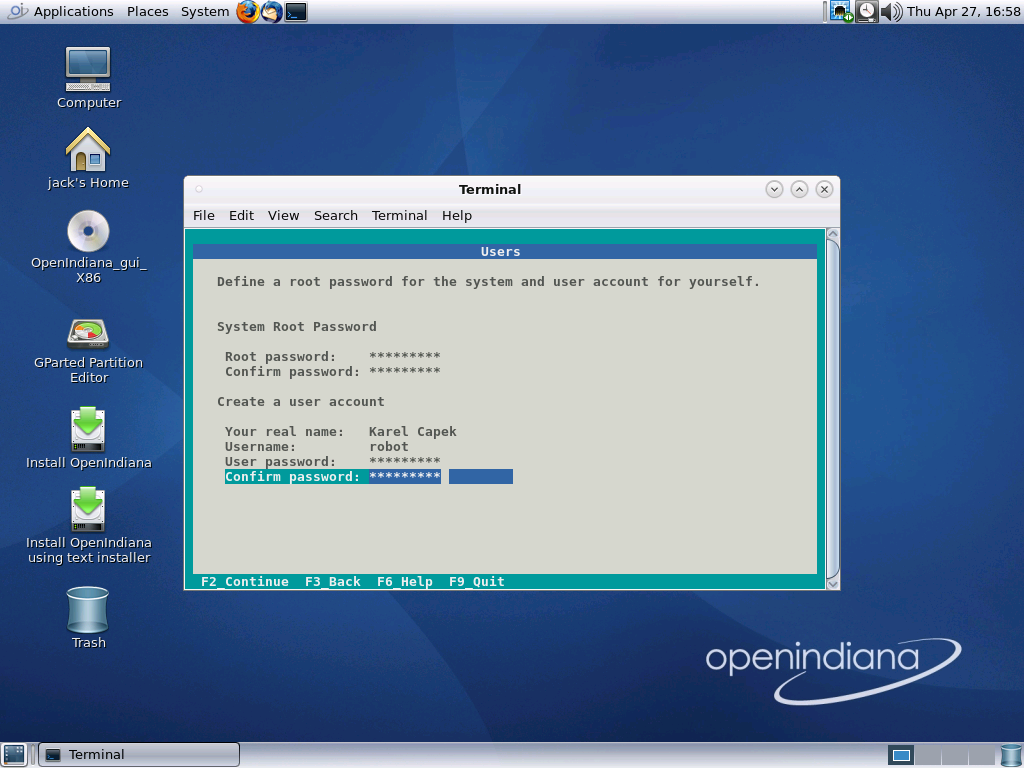 Applications Places System
Thu Apr 27, 16:58
Computer
jack's Home
OpenIndiana_gui_
X86
GParted Partition
Editor
Install OpenIndiana
Install OpenIndiana
using text installer
Trash
Terminal
File Edit View Search Terminal Help
Users
Define a root password for the system and user account for yourself.
System Root Password
Root password: *********
Confirm password: *********
Create a user account
Your real name: Karel Capek
Username: robot
User password: *********
Confirm password: *********
F2_Continue F3_Back F6_Help F9_Quit
openindiana
Terminal